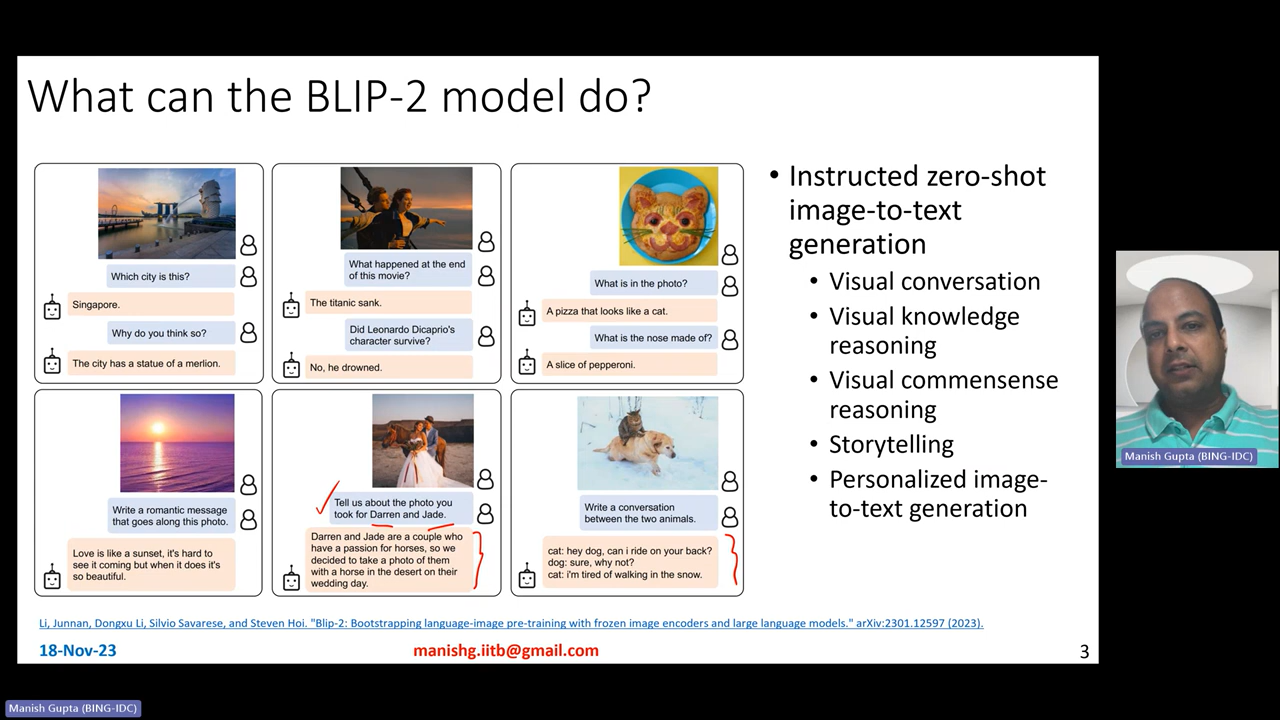 What can the BLIP-2 model do?
Which city is this?
Singapore.
Why do you think so?
The city has a statue of a merlion.
What happened at the end
of this movie?
The titanic sank.
Did Leonardo Dicaprio's
character survive?
No, he drowned.
What is in the photo?
A pizza that looks like a cat.
What is the nose made of?
A slice of pepperoni.
Write a romantic message
that goes along this photo.
Love is like a sunset, it's hard to
see it coming but when it does it's
so beautiful.
Tell us about the photo you
took for Darren and Jade.
Darren and Jade are a couple who
have a passion for horses, so we
decided to take a photo of them
with a horse in the desert on their
wedding day.
Write a conversation
between the two animals.
cat: hey dog, can i ride on your back?
dog: sure, why not?
cat: i'm tired of walking in the snow.
• Instructed zero-shot
image-to-text
generation
• Visual conversation
• Visual knowledge
reasoning
• Visual commensense
reasoning
• Storytelling
• Personalized image-
to-text generation
Li, Junnan, Dongxu Li, Silvio Savarese, and Steven Hoi. "Blip-2: Bootstrapping language-image pre-training with frozen image encoders and large language models." arXiv:2301.12597 (2023).
18-Nov-23
manishg.iitb@gmail.com
3
Manish Gupta (BING-IDC)
Manish Gupta (BING-IDC)